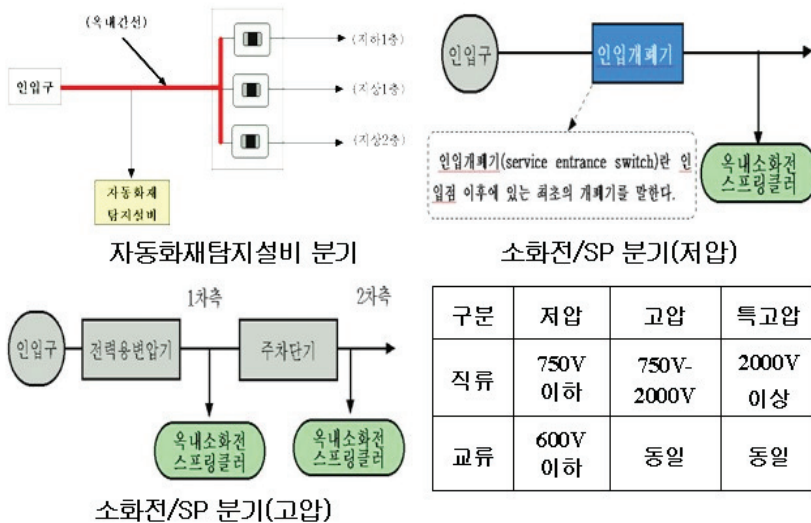 (옥내간선)
인입구
(지하1층)
(지상1층)
(지상2층)
자동화재
탐지설비
자동화재탐지설비 분기
인입구
인입개폐기
인입개폐기(service entrance switch)란 인
입점 이후에 있는 최초의 개폐기를 말한다.
옥내소화전
스프링클러
소화전/SP 분기(저압)
1차측
2차측
인입구
전력용변압기
주차단기
옥내소화전
스프링클러
옥내소화전
스프링클러
소화전/SP 분기(고압)
구분 저압 고압 특고압
직류 750V 이하 750V-2000V 2000V 이상
교류 600V 이하 동일 동일